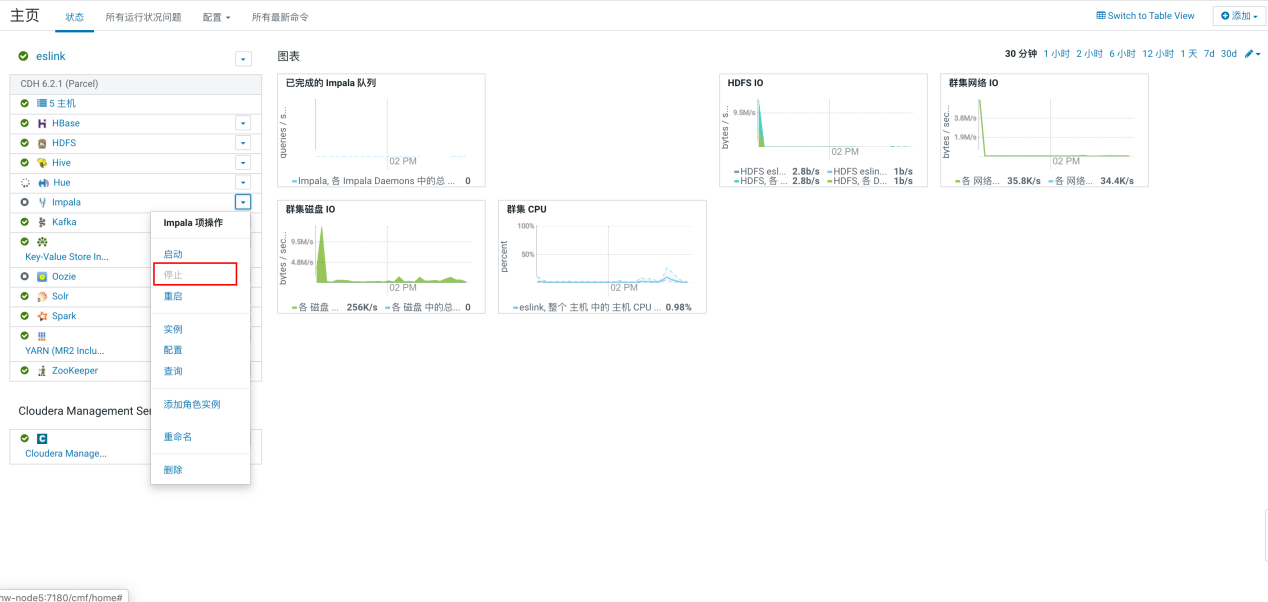 主页
状态
所有运行状况问题
配置
所有最新命令
Switch to Table View
添加
eslink
CDH 6.2.1 (Parcel)
5 主机
HBase
HDFS
Hive
Hue
Impala
Kafka
Key-Value Store In...
Oozie
Solr
Spark
YARN (MR2 Inclu...
ZooKeeper
Cloudera Management Ser
C
Cloudera Manage...
Impala 项操作
启动
停止
重启
实例
配置
查询
添加角色实例
重命名
删除
图表
30 分钟 1 小时 2 小时 6 小时 12 小时 1 天 7d 30d
已完成的 Impala 队列
queries / s...
02 PM
Impala, 各 Impala Daemons 中的总 ... 0
HDFS IO
bytes / s...
9.5M/s
02 PM
HDFS esl... 2.8b/s HDFS eslin... 1b/s
HDFS, 各 ... 2.8b/s HDFS, 各 D... 1b/s
群集网络 IO
bytes / sec...
3.8M/s
1.9M/s
02 PM
各 网络... 35.8K/s 各 网络... 34.4K/s
群集磁盘 IO
bytes / sec...
9.5M/s
4.8M/s
02 PM
各 磁盘 ... 256K/s 各 磁盘 中的总... 0
群集 CPU
percent
100%
50%
02 PM
eslink, 整个 主机 中的 主机 CPU ... 0.98%
nw-node5:7180/cmf/home#